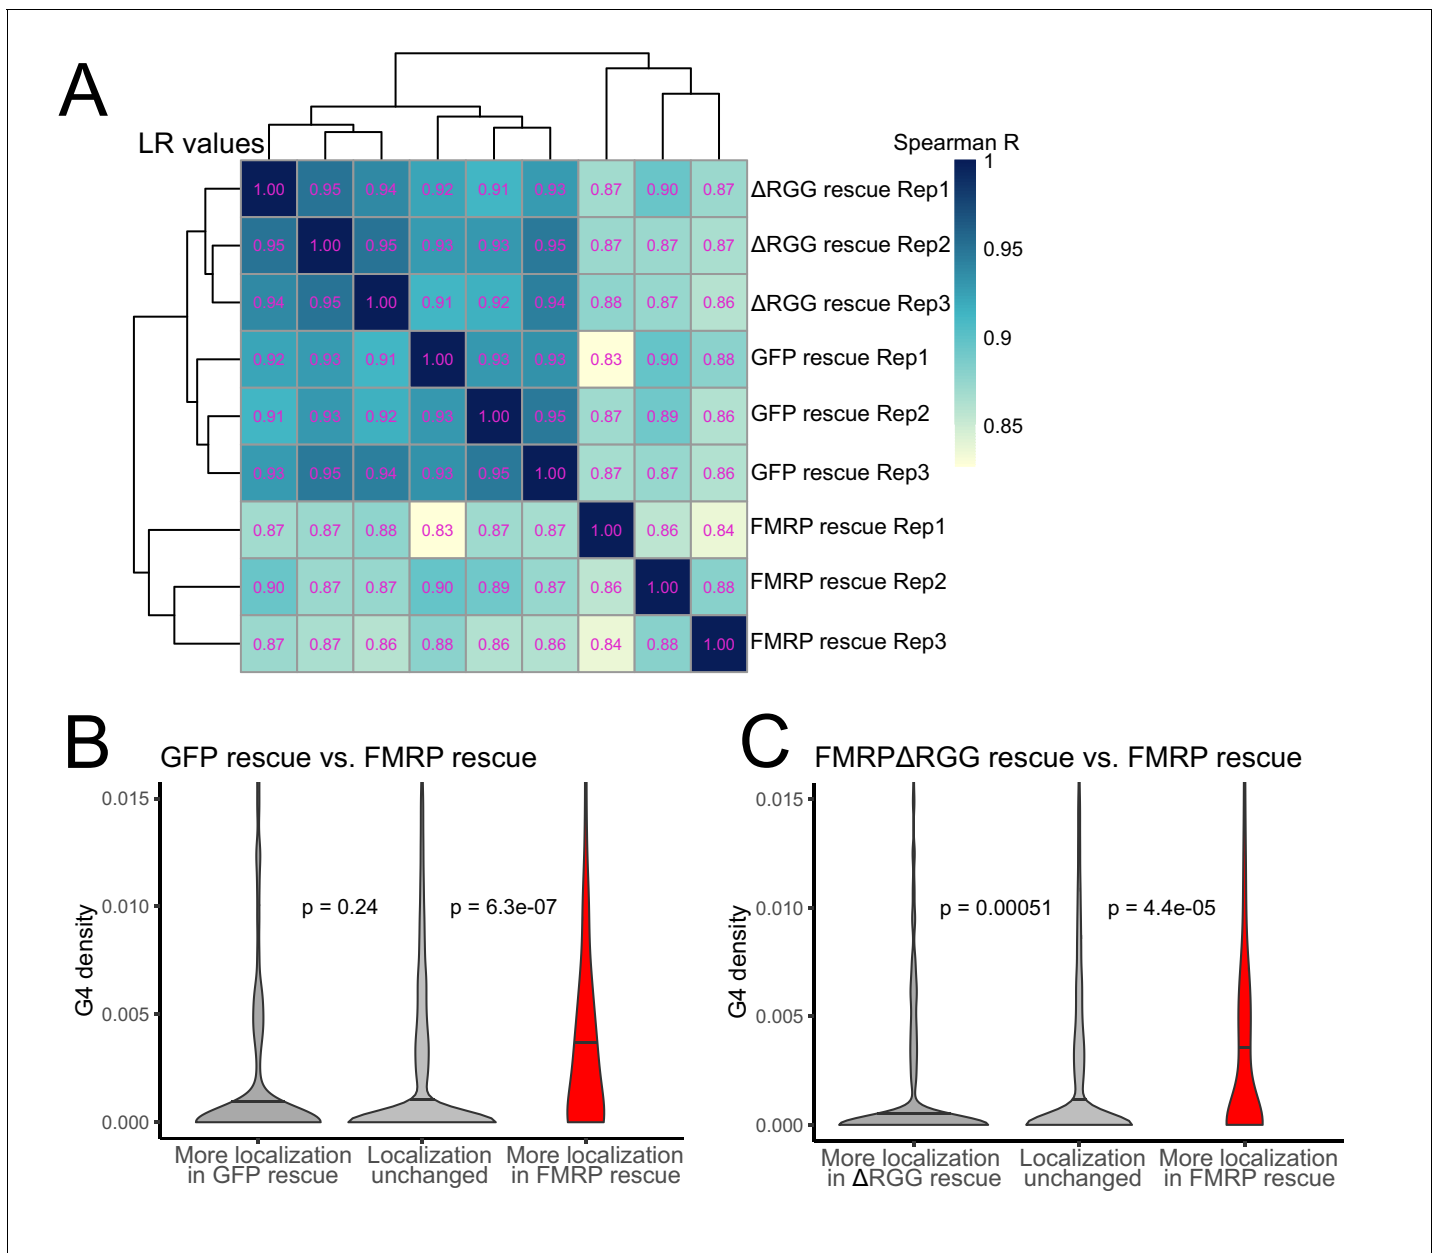 A
LR values
Spearman R
1
0.95
0.9
0.85
1.00 0.95 0.94 0.92 0.91 0.93 0.87 0.90 0.87 ΔRGG rescue Rep1
0.95 1.00 0.95 0.93 0.93 0.95 0.87 0.87 0.87 ΔRGG rescue Rep2
0.94 0.95 1.00 0.91 0.92 0.94 0.88 0.87 0.86 ΔRGG rescue Rep3
0.92 0.93 0.91 1.00 0.93 0.93 0.83 0.90 0.88 GFP rescue Rep1
0.91 0.93 0.92 0.93 1.00 0.95 0.87 0.89 0.86 GFP rescue Rep2
0.93 0.95 0.94 0.93 0.95 1.00 0.87 0.87 0.86 GFP rescue Rep3
0.87 0.87 0.88 0.83 0.87 0.87 1.00 0.86 0.84 FMRP rescue Rep1
0.90 0.87 0.87 0.90 0.89 0.87 0.86 1.00 0.88 FMRP rescue Rep2
0.87 0.87 0.86 0.88 0.86 0.86 0.84 0.88 1.00 FMRP rescue Rep3
B
GFP rescue vs. FMRP rescue
G4 density
0.015
0.010
0.005
0.000
p = 0.24
p = 6.3e-07
More localization
in GFP rescue
Localization
unchanged
More localization
in FMRP rescue
C
FMRPΔRGG rescue vs. FMRP rescue
G4 density
0.015
0.010
0.005
0.000
p = 0.00051
p = 4.4e-05
More localization
in ΔRGG rescue
Localization
unchanged
More localization
in FMRP rescue